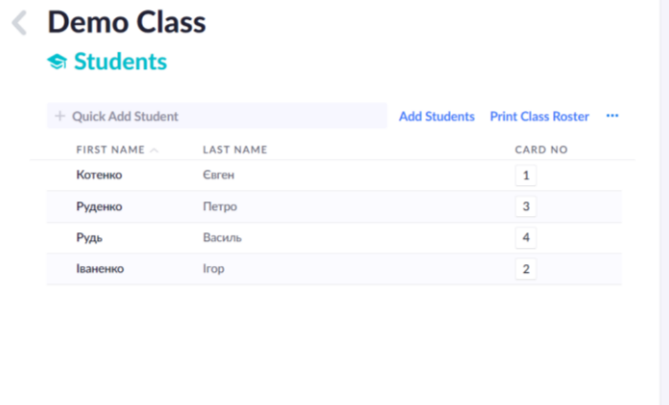 Demo Class
Students
+ Quick Add Student Add Students Print Class Roster ...
FIRST NAME LAST NAME CARD NO
Котенко Євген 1
Руденко Петро 3
Рудь Василь 4
Іваненко Ігор 2